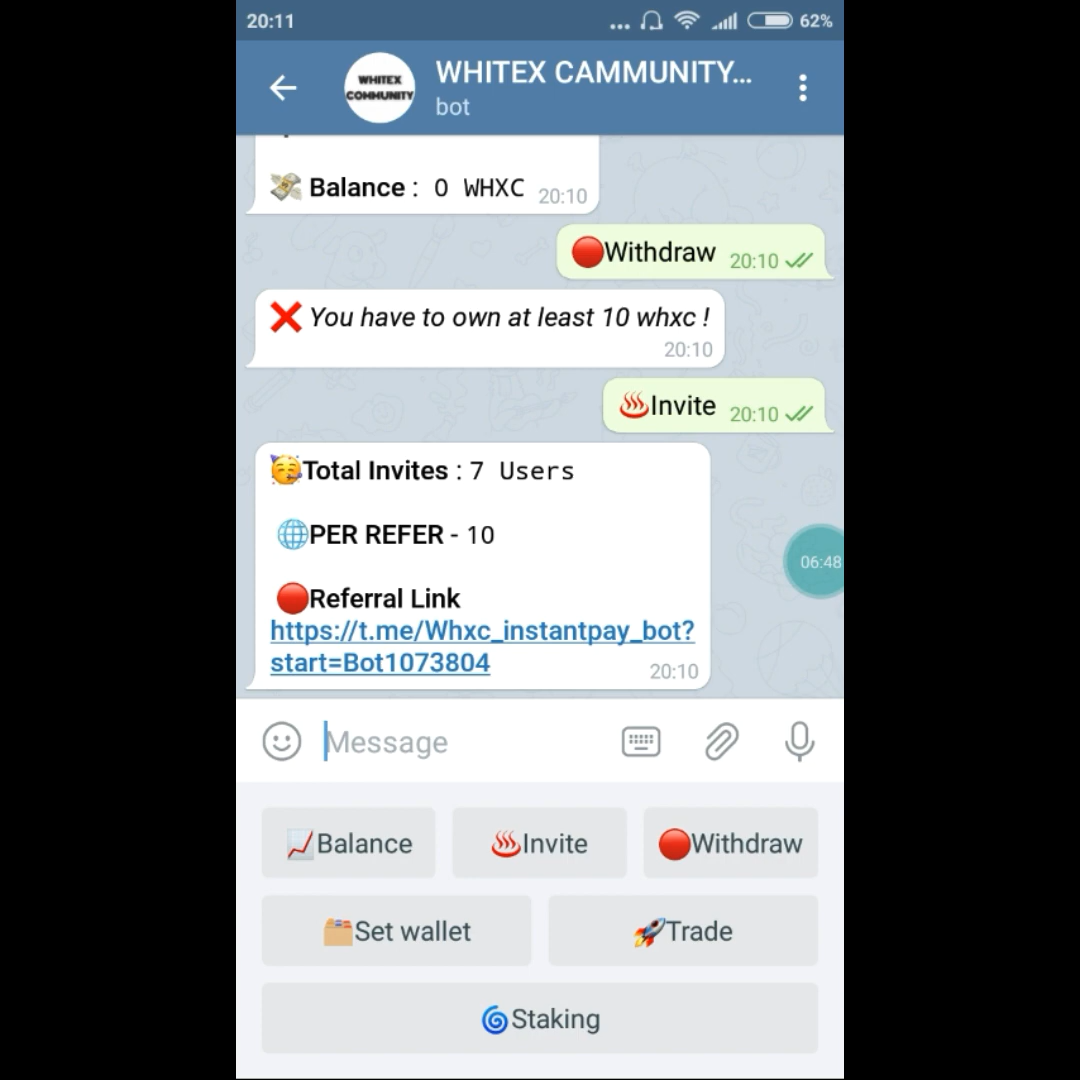 20:11
62%
WHITEX COMMUNITY
WHITEX CAMMUNITY...
bot
Balance : 0 WHXC 20:10
Withdraw 20:10
You have to own at least 10 whxc !
20:10
Invite 20:10
Total Invites : 7 Users
PER REFER - 10
06:48
Referral Link
https://t.me/Whxc_instantpay_bot?
start=Bot1073804 20:10
Message
Balance
Invite
Withdraw
Set wallet
Trade
Staking